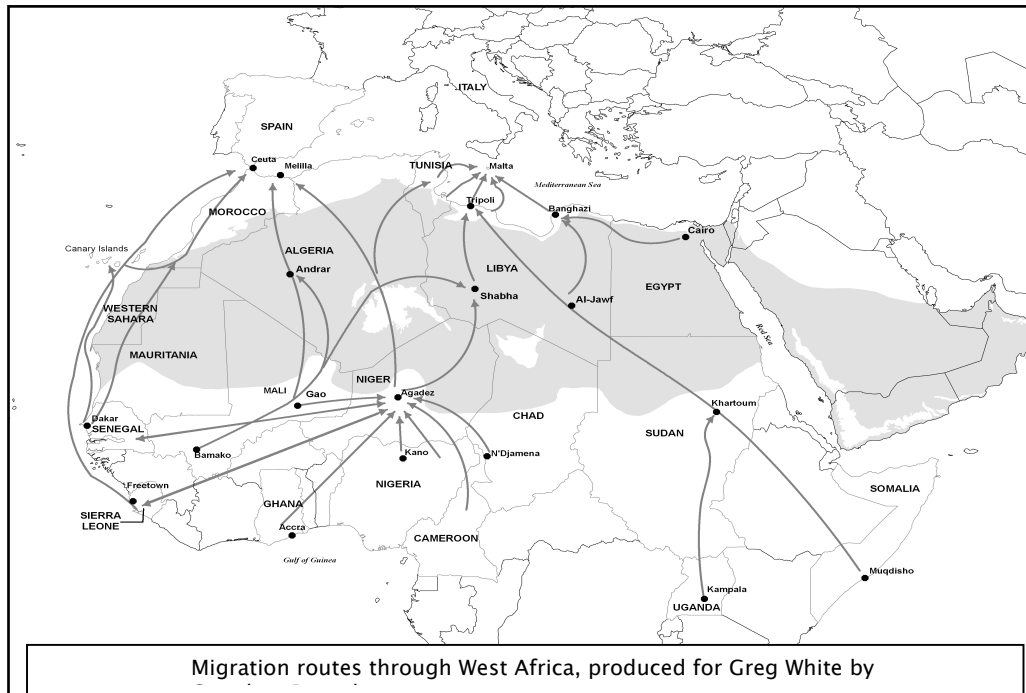 ITALY
SPAIN
Ceuta
Melilla
TUNISIA
Malta
Mediterranean Sea
Tripoli
Banghazi
MOROCCO
Cairo
Canary Islands
ALGERIA
Andrar
LIBYA
Shabha
EGYPT
Al-Jawf
WESTERN
SAHARA
Red Sea
MAURITANIA
NIGER
MALI
Gao
Agadez
CHAD
Khartoum
Dakar
SENEGAL
SUDAN
Bamako
Kano
N'Djamena
NIGERIA
SOMALIA
Freetown
SIERRA
LEONE
GHANA
Accra
CAMEROON
Gulf of Guinea
Muqdisho
Kampala
UGANDA
Migration routes through West Africa, produced for Greg White by